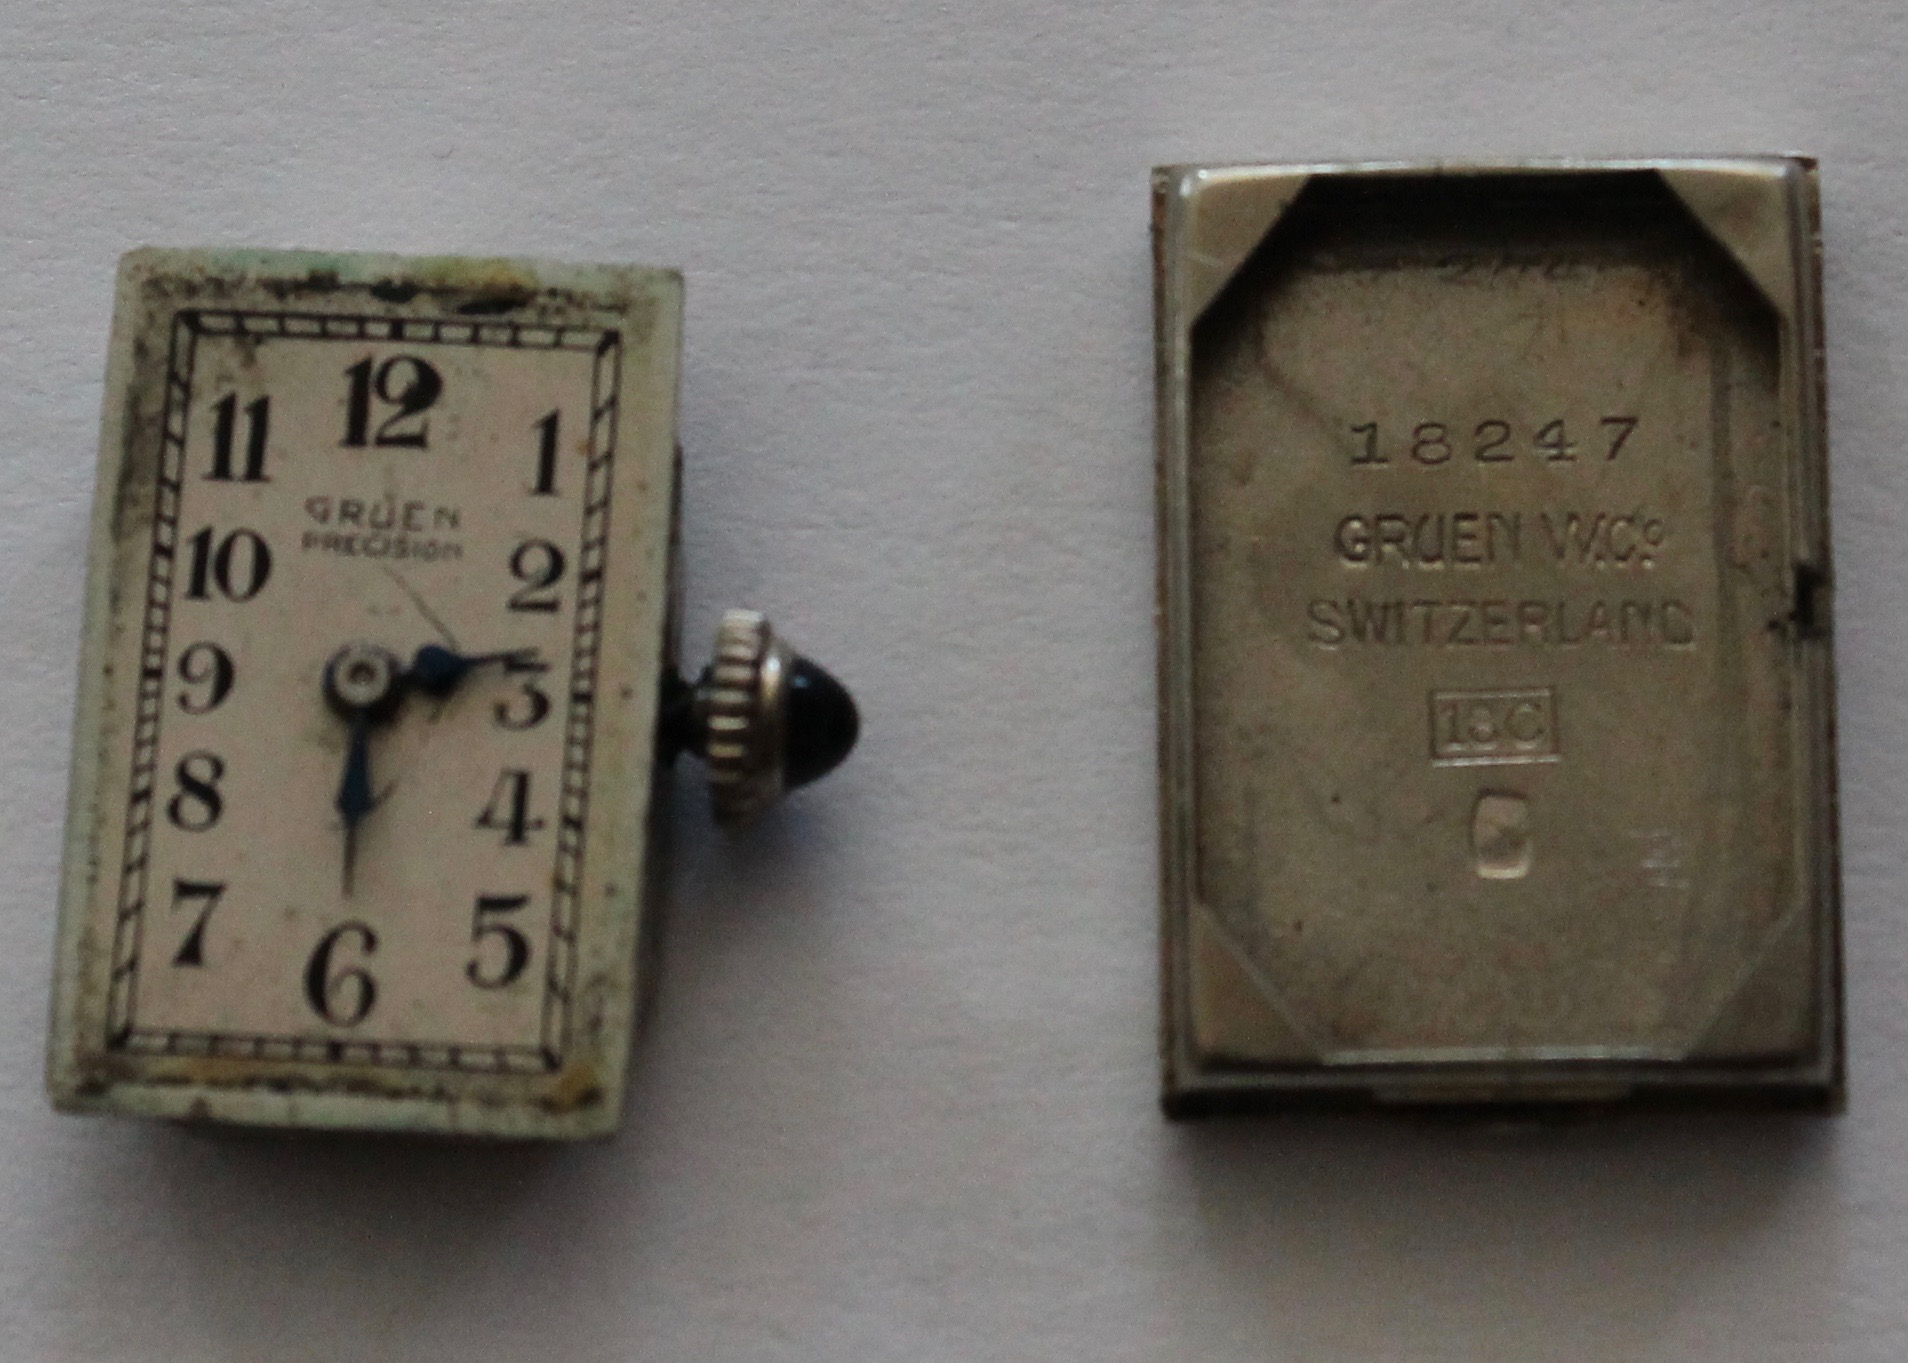 12
11 1
GRUEN
PRECISION
10 2
9 3
8 4
7 5
6
18247
GRUEN W.Co
SWITZERLAND
18C